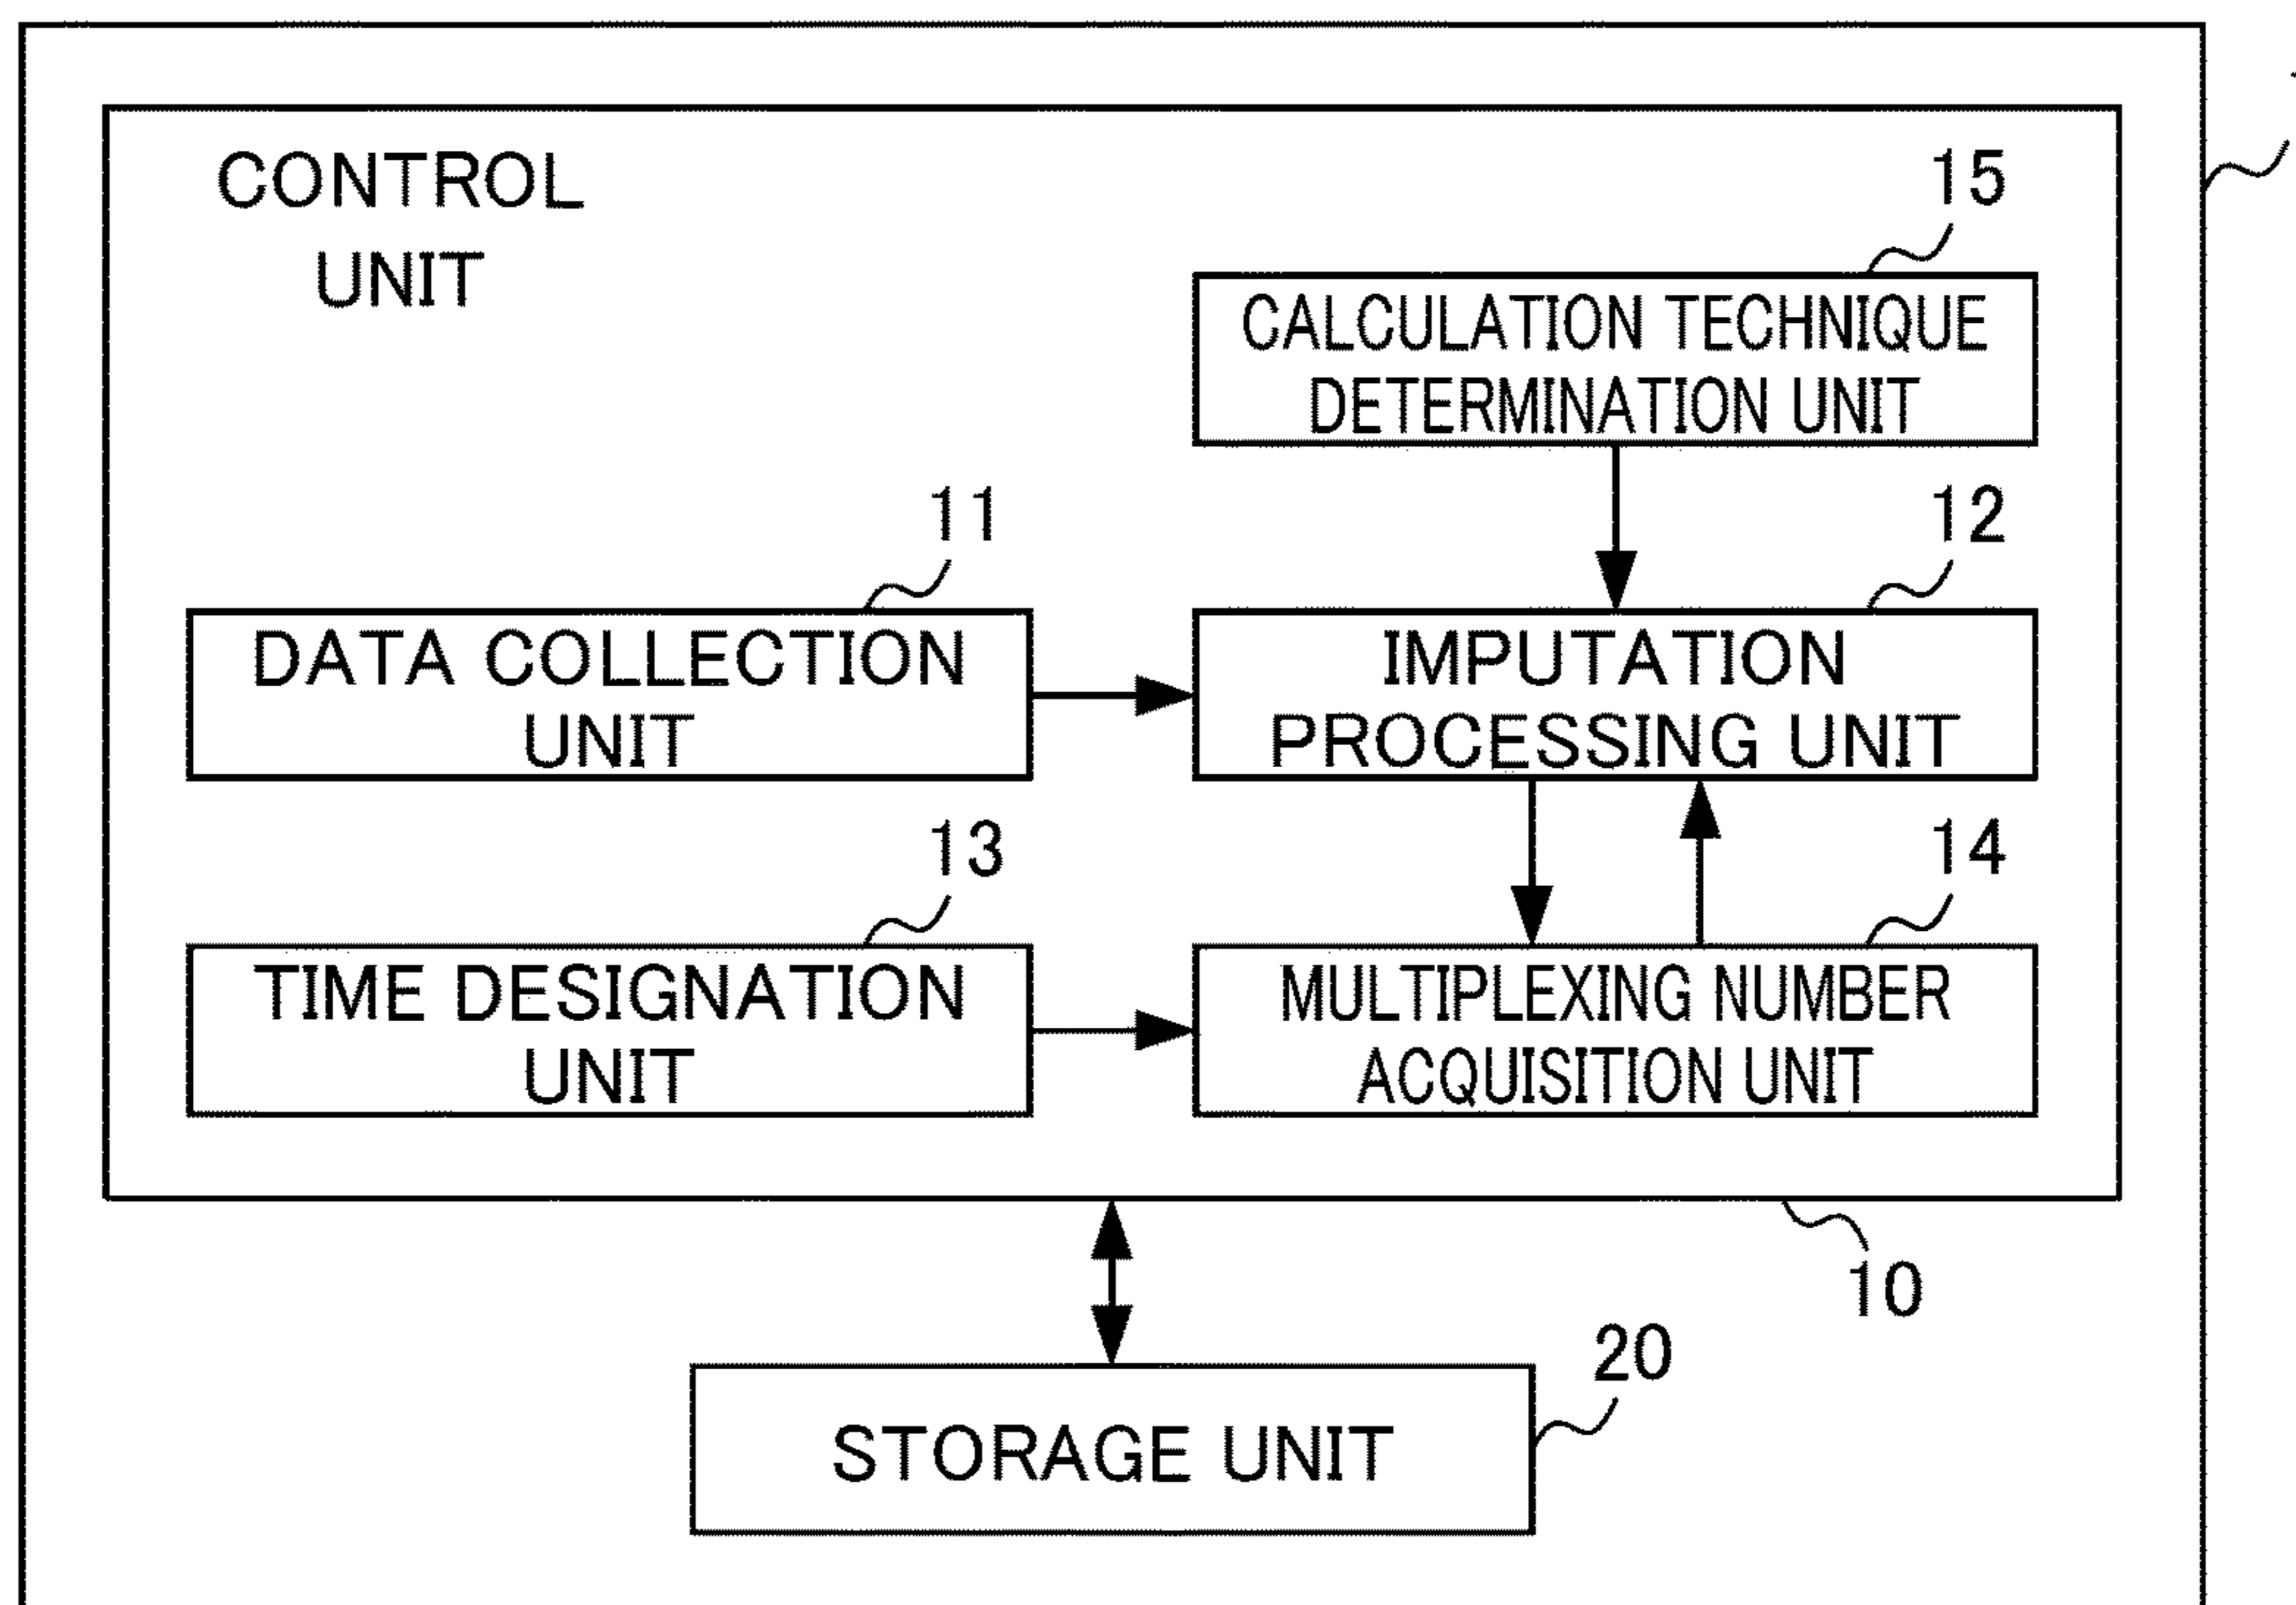 CONTROL
UNIT
15
CALCULATION TECHNIQUE
DETERMINATION UNIT
11
12
DATA COLLECTION
UNIT
IMPUTATION
PROCESSING UNIT
13
14
TIME DESIGNATION
UNIT
MULTIPLEXING NUMBER
ACQUISITION UNIT
10
20
STORAGE UNIT